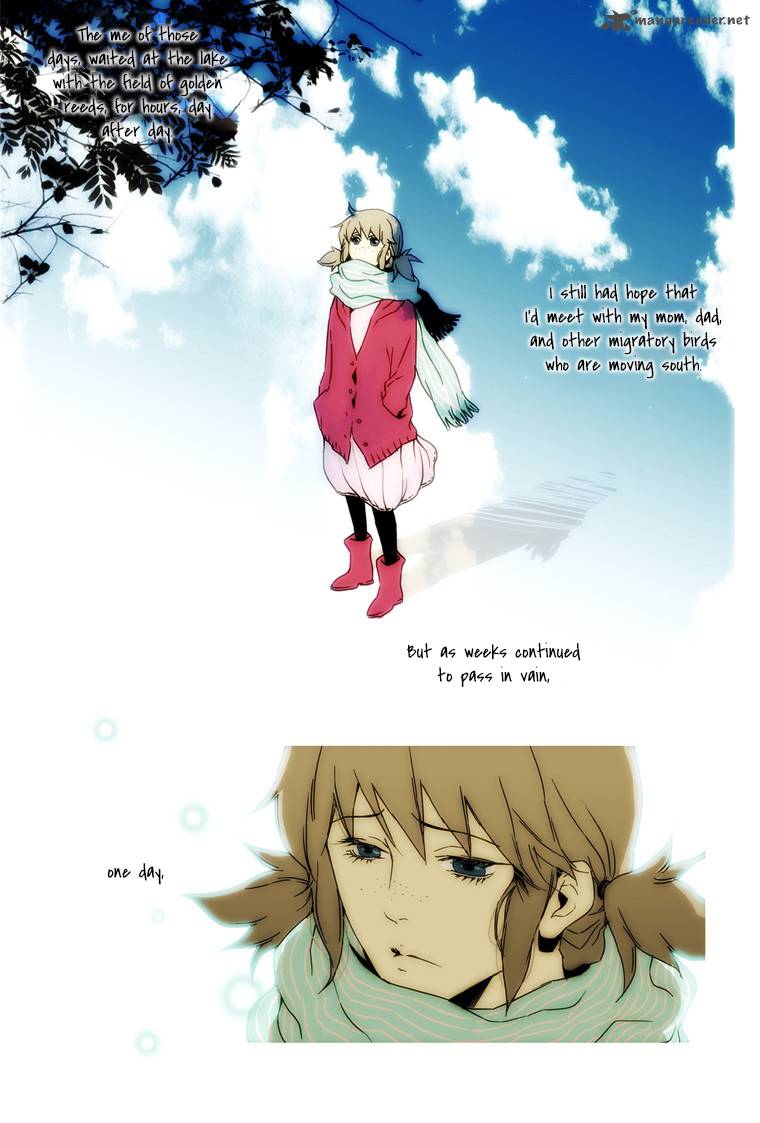 mangareader.net
The me of those
days, waited at the lake
with the field of golden
reeds, for hours, day
after day.
I still had hope that
I'd meet with my mom, dad,
and other migratory birds
who are moving south.
But as weeks continued
to pass in vain,
one day,